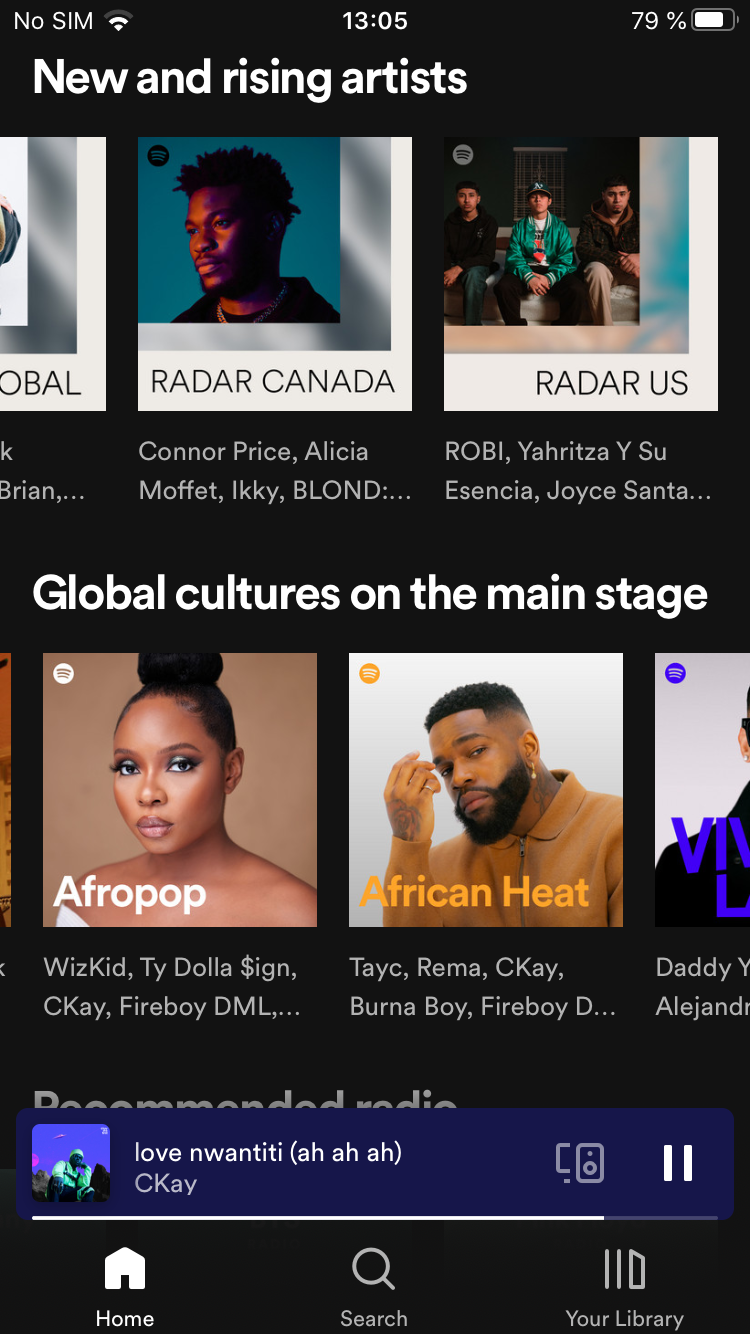 No SIM 13:05 79 %
New and rising artists
OBAL
RADAR CANADA
RADAR US
k
Brian,...
Connor Price, Alicia
Moffet, Ikky, BLOND:...
ROBI, Yahritza Y Su
Esencia, Joyce Santa...
Global cultures on the main stage
Afropop
African Heat
VIV
LA
k
WizKid, Ty Dolla $ign,
CKay, Fireboy DML,...
Tayc, Rema, CKay,
Burna Boy, Fireboy D...
Daddy Y
Alejandr
Recommended radio
love nwantiti (ah ah ah)
CKay
Home
Search
Your Library